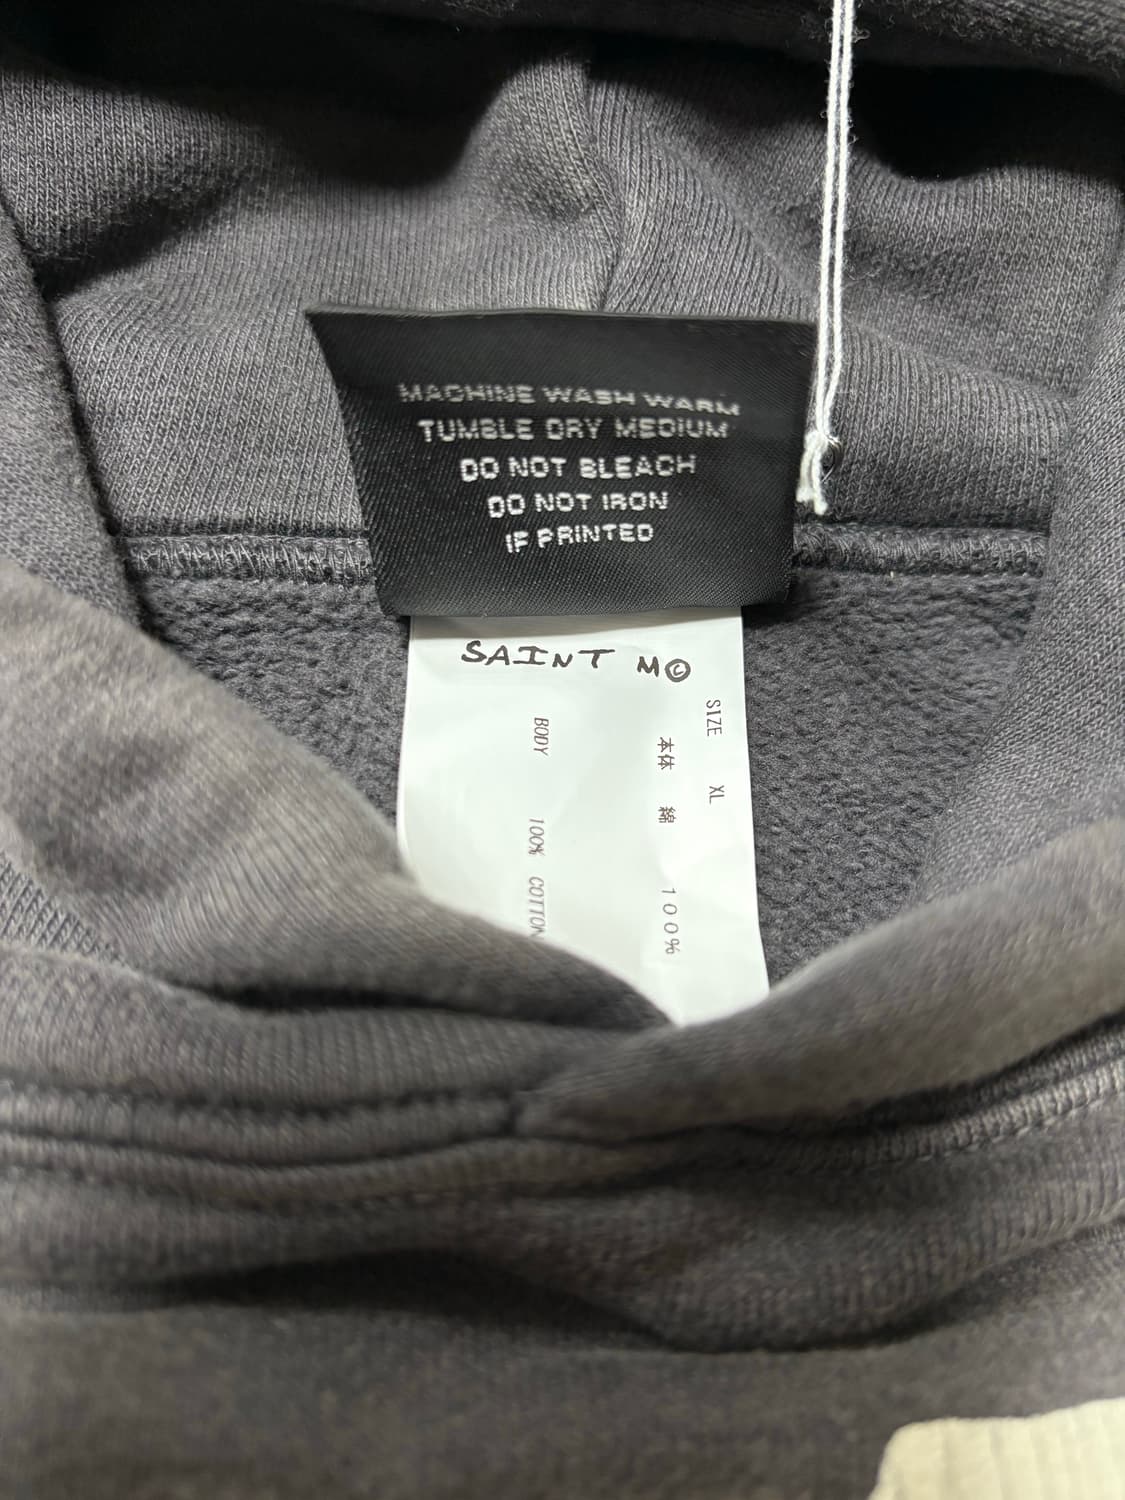 MACHINE WASH WARM
TUMBLE DRY MEDIUM
DO NOT BLEACH
DO NOT IRON
IF PRINTED
SAINT M©
SIZE XL
本体 綿 100%
BODY 100% COTTON